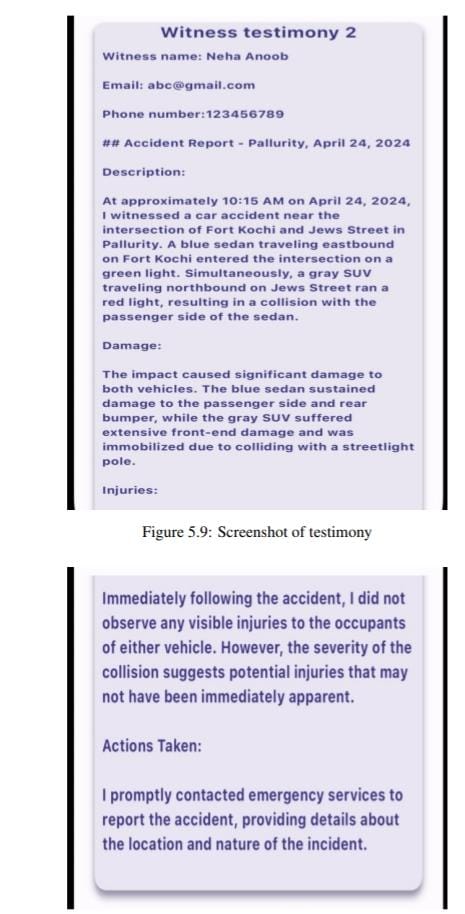 Witness testimony 2
Witness name: Neha Anoob
Email: abc@gmail.com
Phone number:123456789
## Accident Report - Pallurity, April 24, 2024
Description:
At approximately 10:15 AM on April 24, 2024,
I witnessed a car accident near the
intersection of Fort Kochi and Jews Street in
Pallurity. A blue sedan traveling eastbound
on Fort Kochi entered the intersection on a
green light. Simultaneously, a gray SUV
traveling northbound on Jews Street ran a
red light, resulting in a collision with the
passenger side of the sedan.
Damage:
The impact caused significant damage to
both vehicles. The blue sedan sustained
damage to the passenger side and rear
bumper, while the gray SUV suffered
extensive front-end damage and was
immobilized due to colliding with a streetlight
pole.
Injuries:
Figure 5.9: Screenshot of testimony
Immediately following the accident, I did not
observe any visible injuries to the occupants
of either vehicle. However, the severity of the
collision suggests potential injuries that may
not have been immediately apparent.
Actions Taken:
I promptly contacted emergency services to
report the accident, providing details about
the location and nature of the incident.